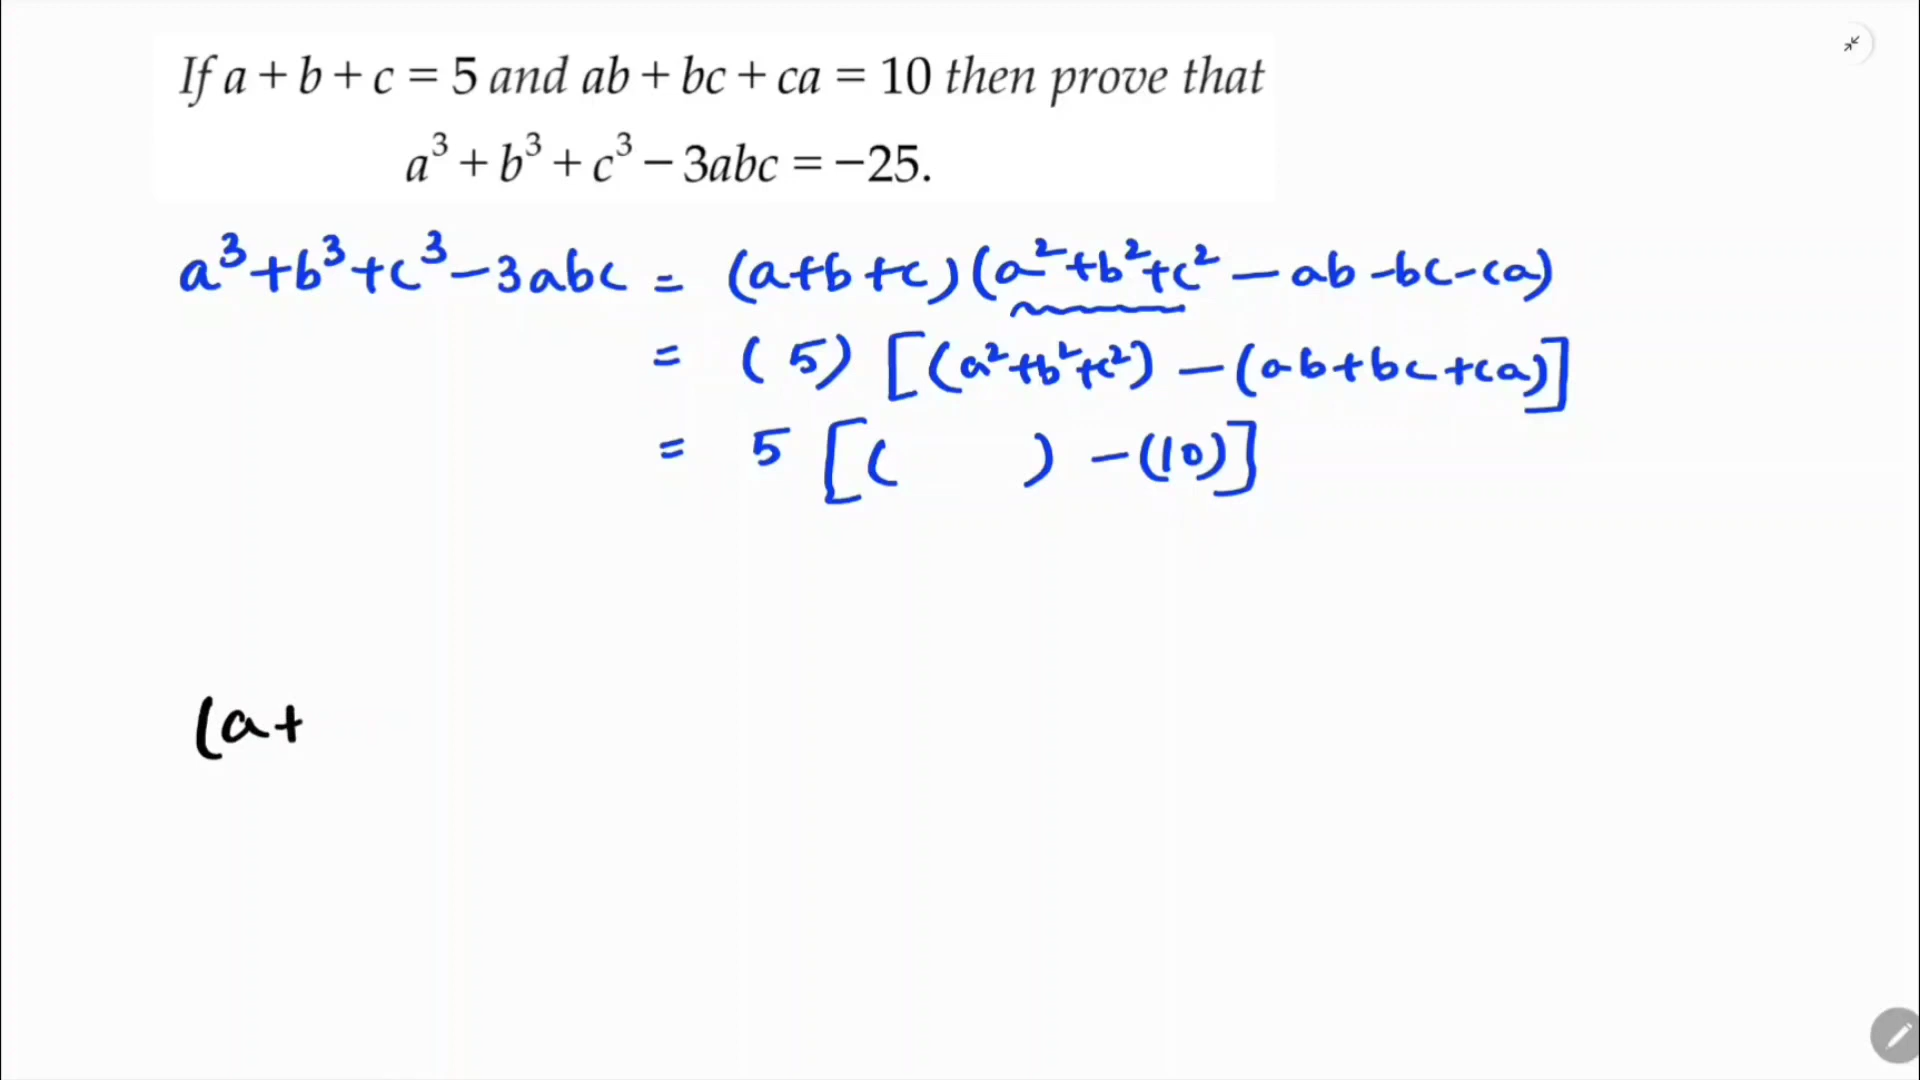 If a + b + c = 5 and ab + bc + ca = 10 then prove that
a³ + b³ + c³ − 3abc = −25.
a³+b³+c³−3abc = (a+b+c)(a²+b²+c²−ab−bc−ca)
= (5) [(a²+b²+c²) −(ab+bc+ca)]
= 5 [( ) −(10)]
(a+